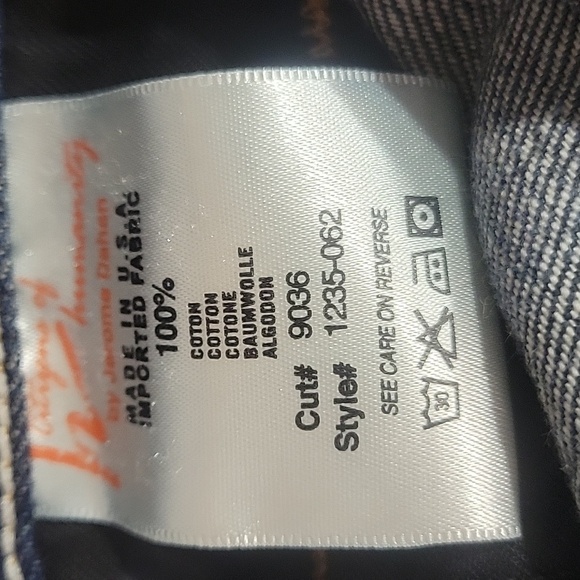 Citizens of
humanity
by Jerome Dahan
MADE IN U.S.A.
IMPORTED FABRIC
100%
COTON
COTTON
COTONE
BAUMWOLLE
ALGODON
Cut# 9036
Style# 1235-062
SEE CARE ON REVERSE
30